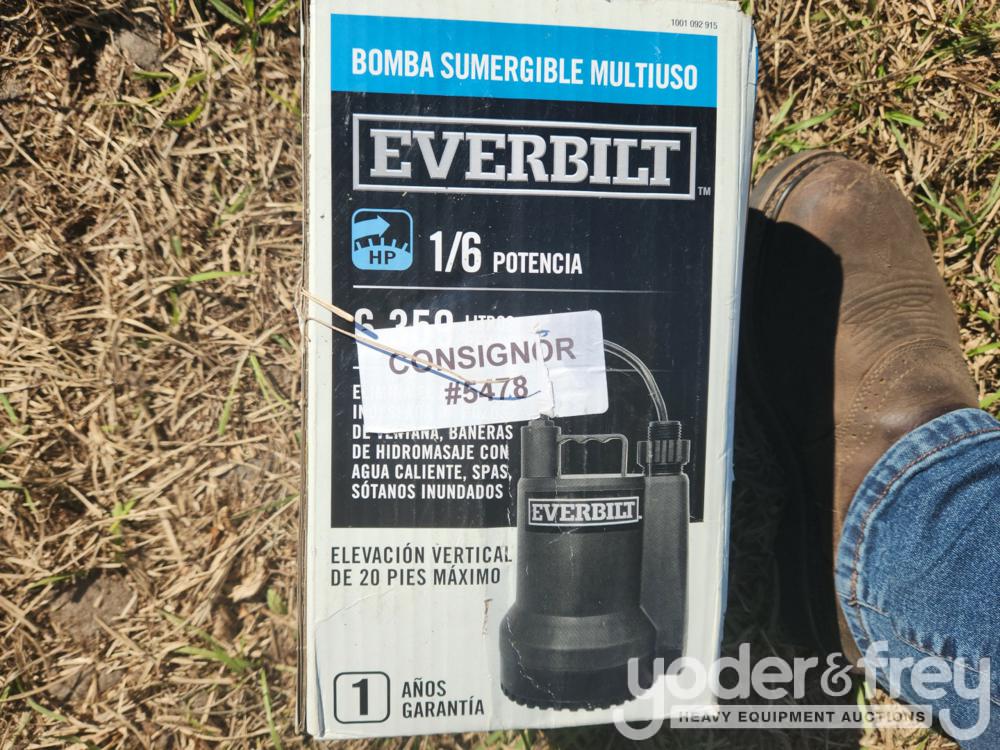 1001 092 915
BOMBA SUMERGIBLE MULTIUSO
EVERBILT
TM
HP
1/6 POTENCIA
6,350
CONSIGNOR
#5478
DE VENTANA, BAÑERAS
DE HIDROMASAJE CON
AGUA CALIENTE, SPAS,
SÓTANOS INUNDADOS
EVERBILT
ELEVACIÓN VERTICAL
DE 20 PIES MÁXIMO
1 AÑOS
GARANTÍA
yoder&frey
HEAVY EQUIPMENT AUCTIONS